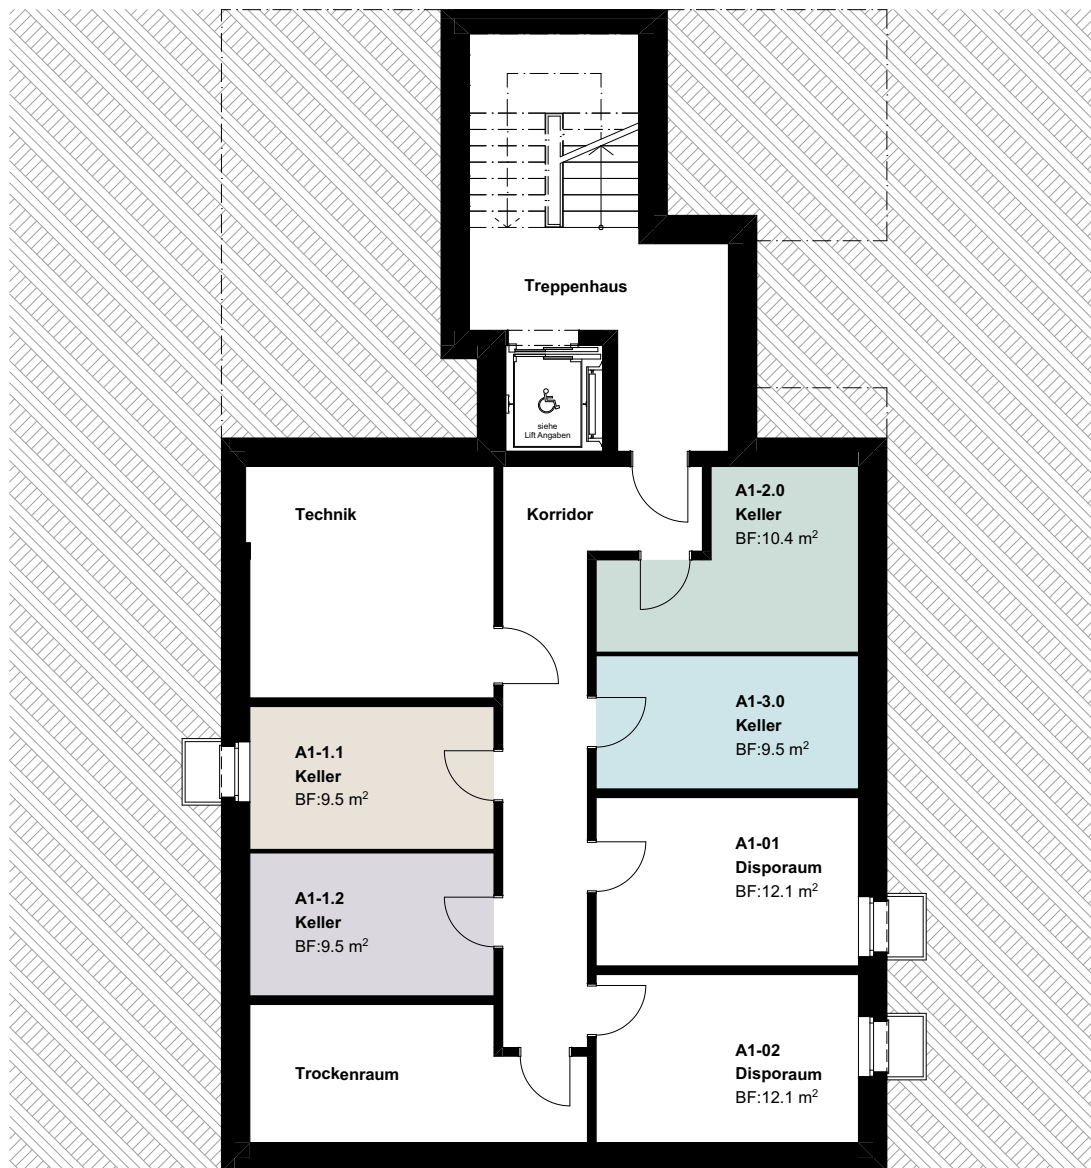 Treppenhaus
siehe
Lift Angaben
Technik
Korridor
A1-2.0
Keller
BF:10.4 m²
A1-3.0
Keller
BF:9.5 m²
A1-1.1
Keller
BF:9.5 m²
A1-01
Disporaum
BF:12.1 m²
A1-1.2
Keller
BF:9.5 m²
Trockenraum
A1-02
Disporaum
BF:12.1 m²